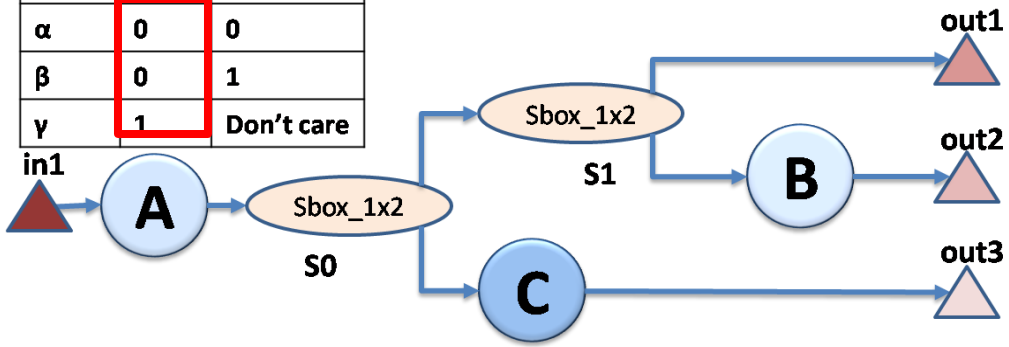 α 0 0
β 0 1
γ 1 Don't care
in1
A
Sbox_1x2
S0
Sbox_1x2
S1
B
C
out1
out2
out3